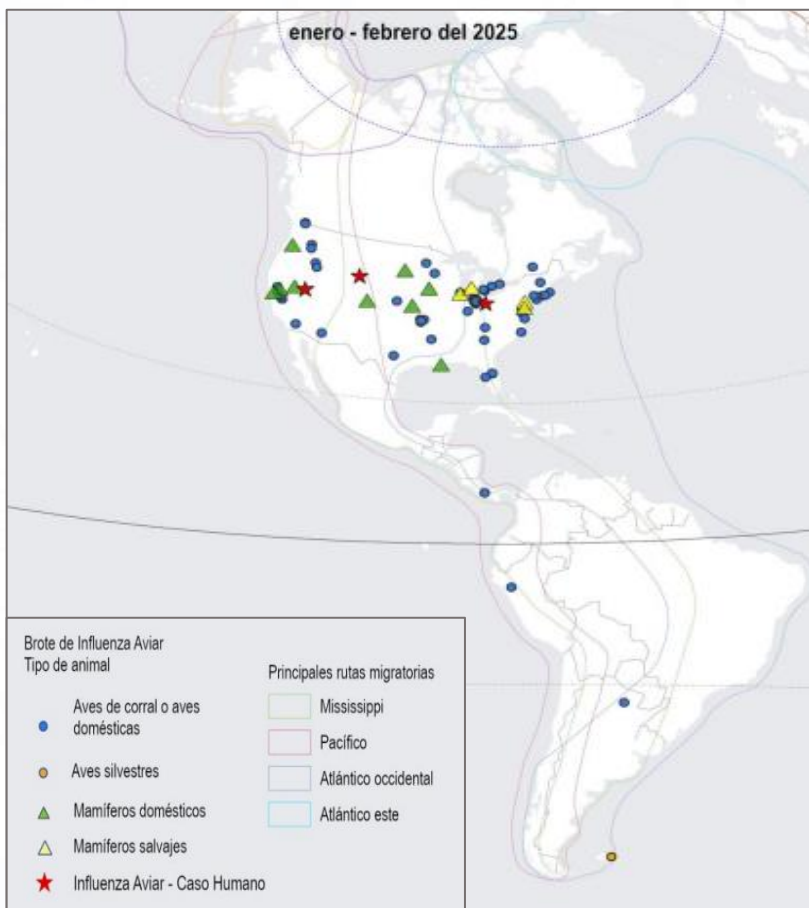 enero - febrero del 2025
Brote de Influenza Aviar
Tipo de animal
Aves de corral o aves
domésticas
Aves silvestres
Mamíferos domésticos
Mamíferos salvajes
Influenza Aviar - Caso Humano
Principales rutas migratorias
Mississippi
Pacífico
Atlántico occidental
Atlántico este